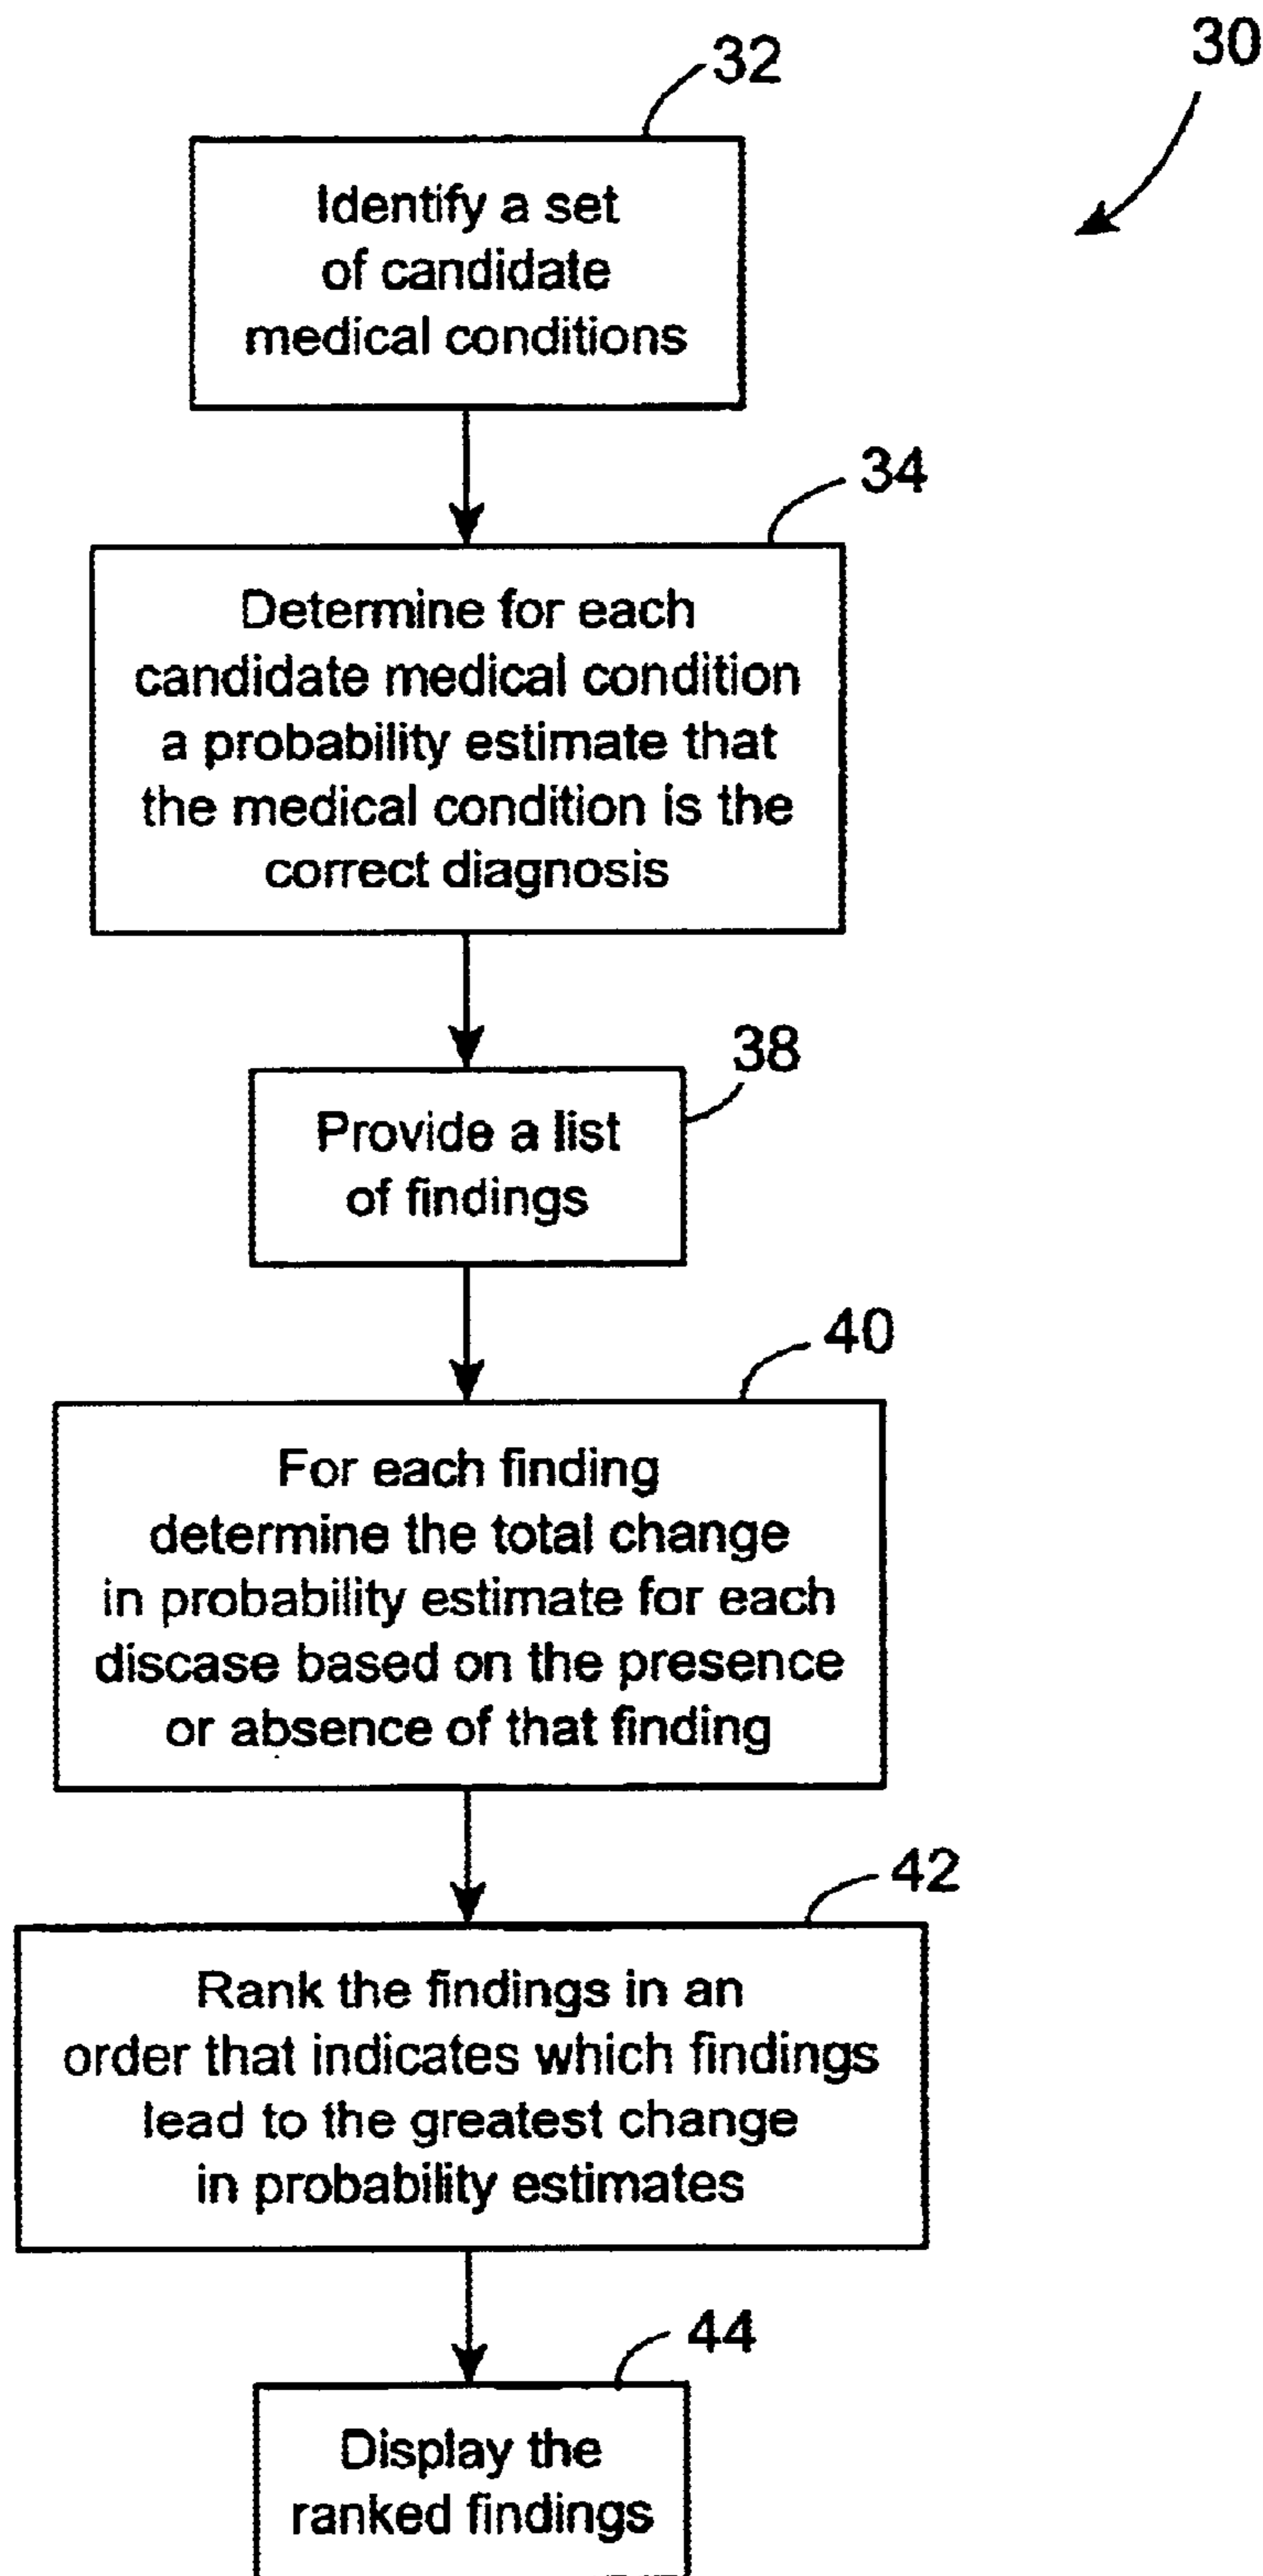 30
32
Identify a set
of candidate
medical conditions
34
Determine for each
candidate medical condition
a probability estimate that
the medical condition is the
correct diagnosis
38
Provide a list
of findings
40
For each finding
determine the total change
in probability estimate for each
discase based on the presence
or absence of that finding
42
Rank the findings in an
order that indicates which findings
lead to the greatest change
in probability estimates
44
Display the
ranked findings